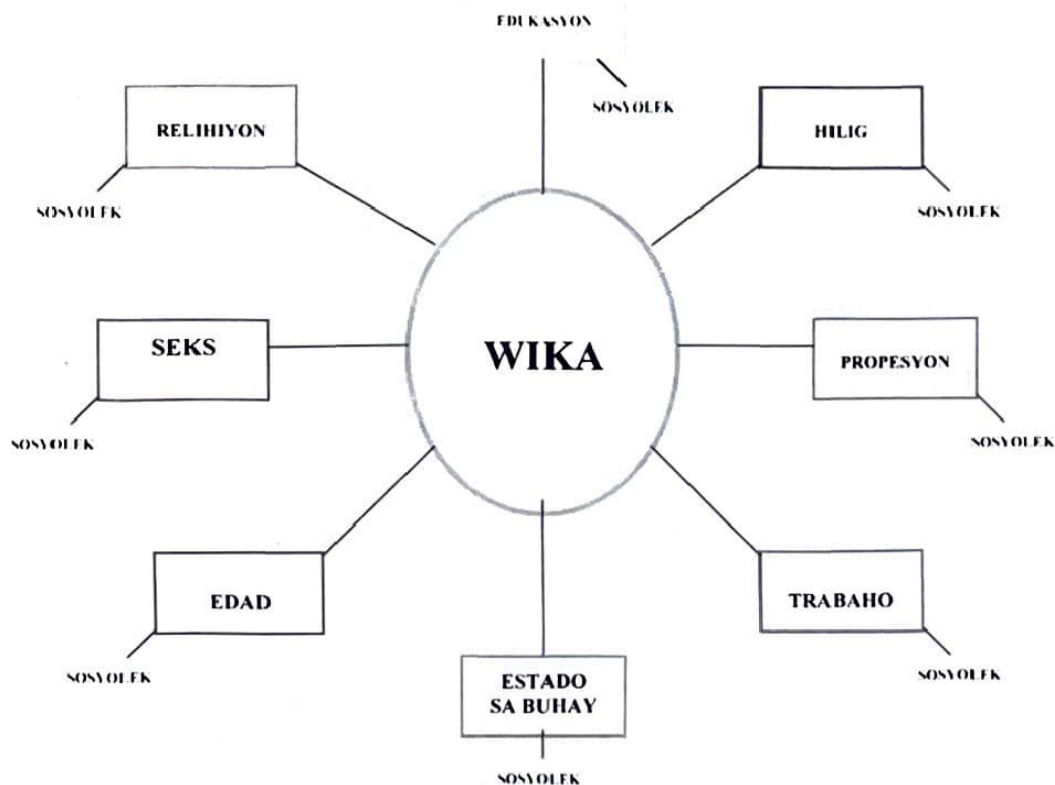 EDUKASYON
SOSYOLEK
RELIHIYON
SOSYOLEK
HILIG
SOSYOLEK
SEKS
SOSYOLEK
WIKA
PROPESYON
SOSYOLEK
EDAD
SOSYOLEK
TRABAHO
SOSYOLEK
ESTADO
SA BUHAY
SOSYOLEK